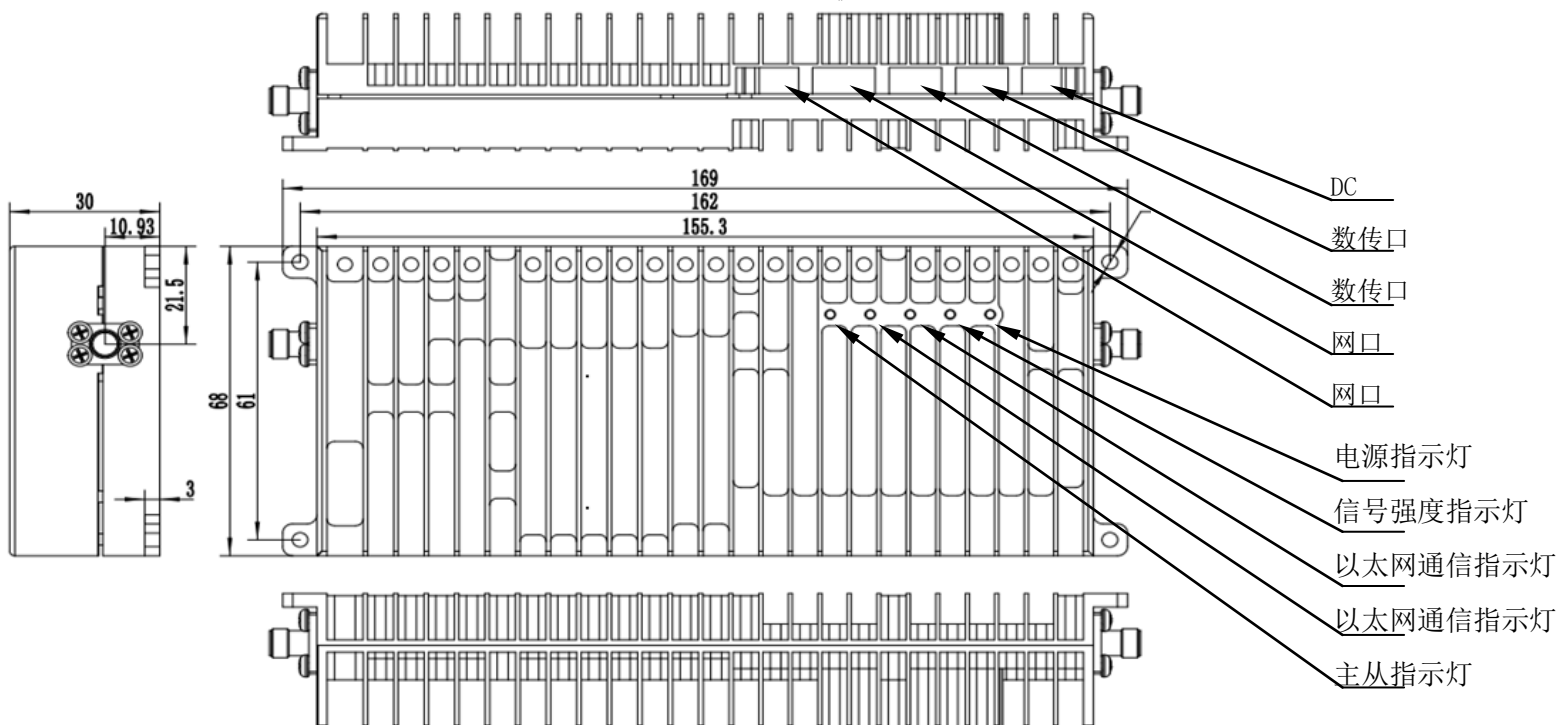 169
162
155.3
30
10.93
21.5
68
61
3
DC
数传口
数传口
网口
网口
电源指示灯
信号强度指示灯
以太网通信指示灯
以太网通信指示灯
主从指示灯